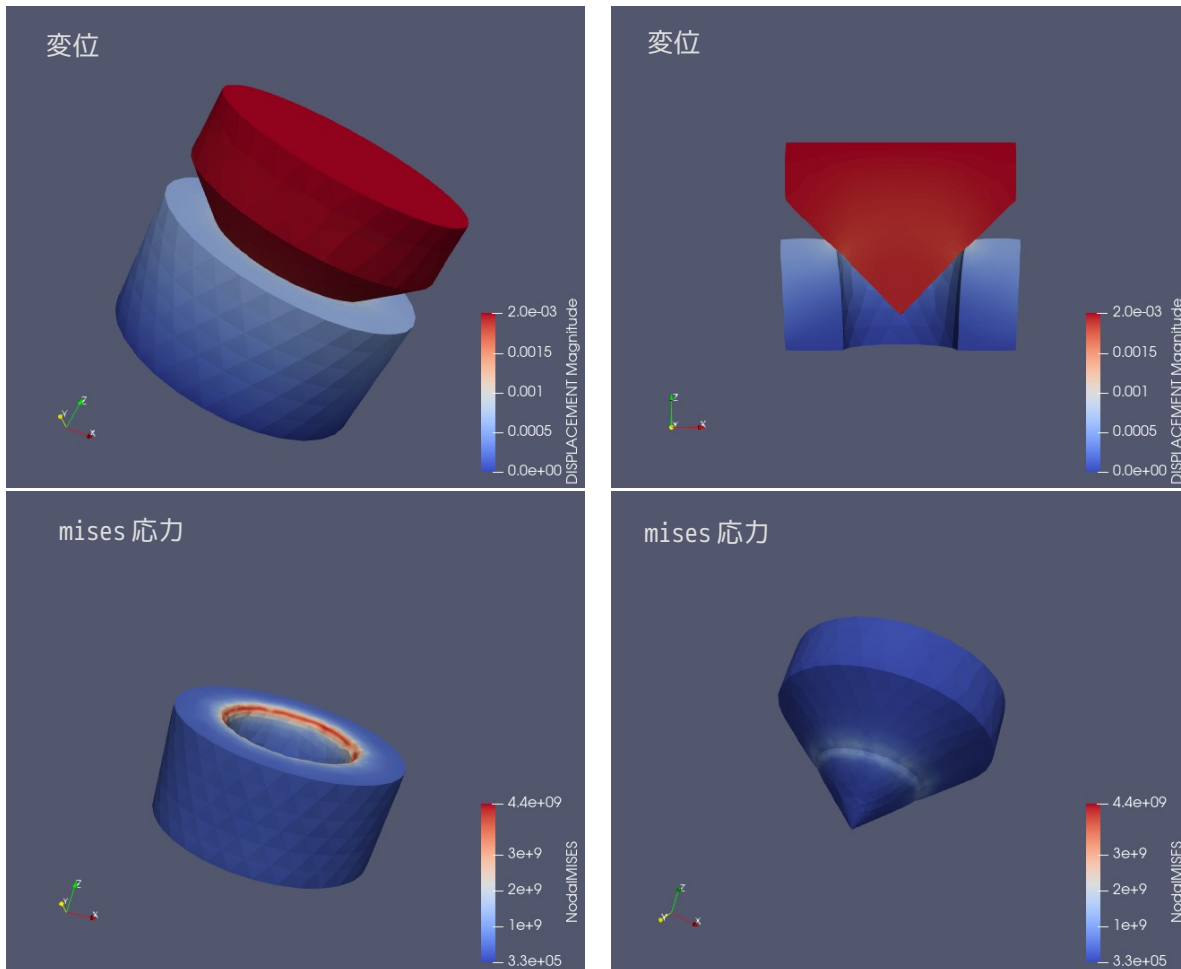 変位
2.0e-03
0.0015
0.001
0.0005
0.0e+00
DISPLACEMENT Magnitude
Z
Y
X
変位
2.0e-03
0.0015
0.001
0.0005
0.0e+00
DISPLACEMENT Magnitude
Z
Y
X
mises 応力
4.4e+09
3e+9
2e+9
1e+9
3.3e+05
NodalMISES
Z
Y
X
mises 応力
4.4e+09
3e+9
2e+9
1e+9
3.3e+05
NodalMISES
Z
Y
X